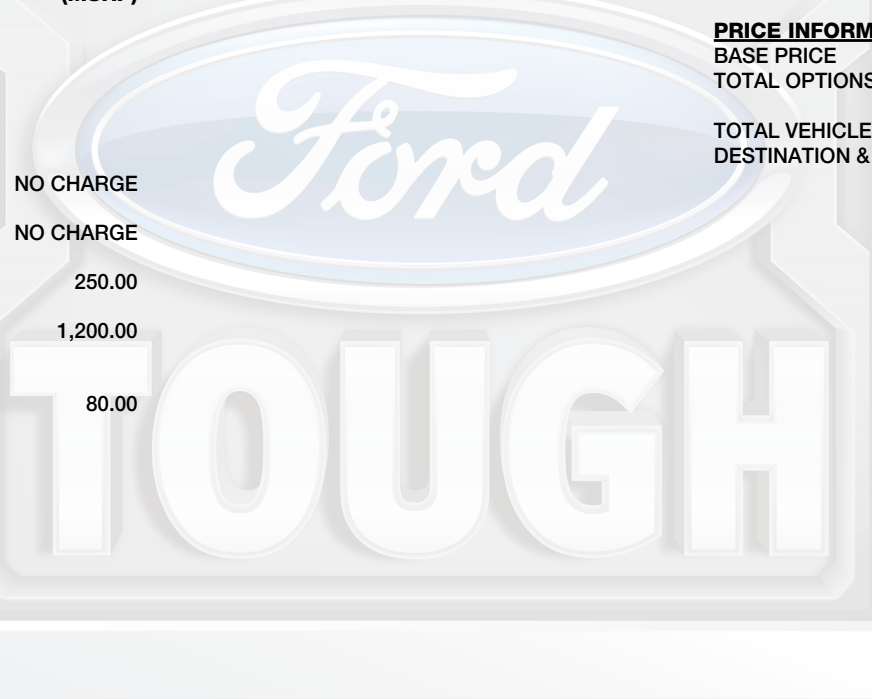 PRICE INFORM
BASE PRICE
TOTAL OPTIONS
TOTAL VEHICLE
DESTINATION &
NO CHARGE
NO CHARGE
250.00
1,200.00
80.00
Ford
TOUGH